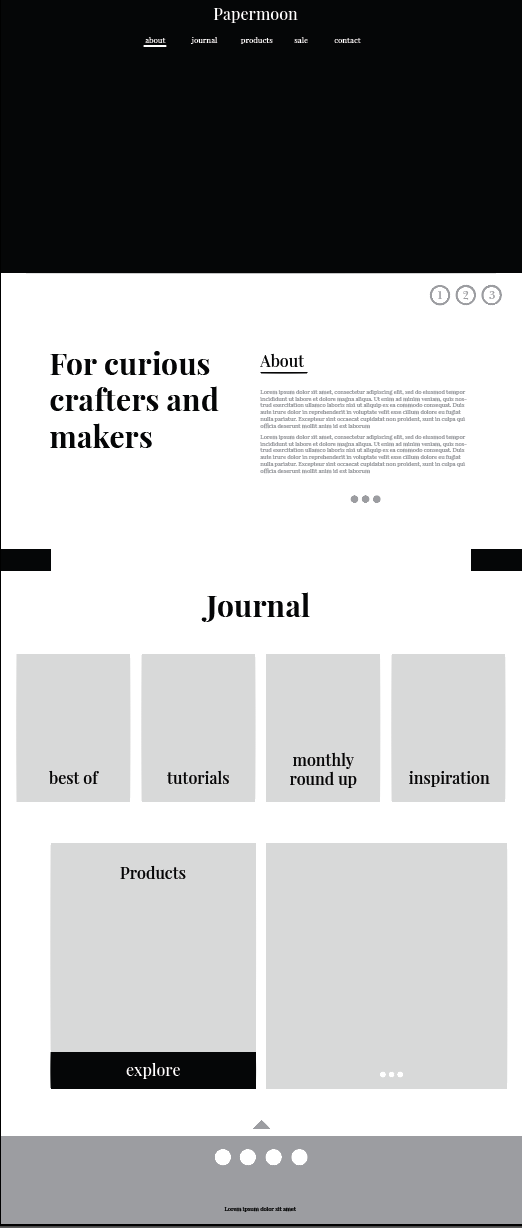 Papermoon
about journal products sale contact
1 2 3
For curious
crafters and
makers
About
Lorem ipsum dolor sit amet, consectetur adipiscing elit, sed do eiusmod tempor
incididunt ut labore et dolore magna aliqua. Ut enim ad minim veniam, quis nos-
trud exercitation ullamco laboris nisi ut aliquip ex ea commodo consequat. Duis
aute irure dolor in reprehenderit in voluptate velit esse cillum dolore eu fugiat
nulla pariatur. Excepteur sint occaecat cupidatat non proident, sunt in culpa qui
officia deserunt mollit anim id est laborum
Lorem ipsum dolor sit amet, consectetur adipiscing elit, sed do eiusmod tempor
incididunt ut labore et dolore magna aliqua. Ut enim ad minim veniam, quis nos-
trud exercitation ullamco laboris nisi ut aliquip ex ea commodo consequat. Duis
aute irure dolor in reprehenderit in voluptate velit esse cillum dolore eu fugiat
nulla pariatur. Excepteur sint occaecat cupidatat non proident, sunt in culpa qui
officia deserunt mollit anim id est laborum
Journal
best of
tutorials
monthly
round up
inspiration
Products
explore
Lorem ipsum dolor sit amet